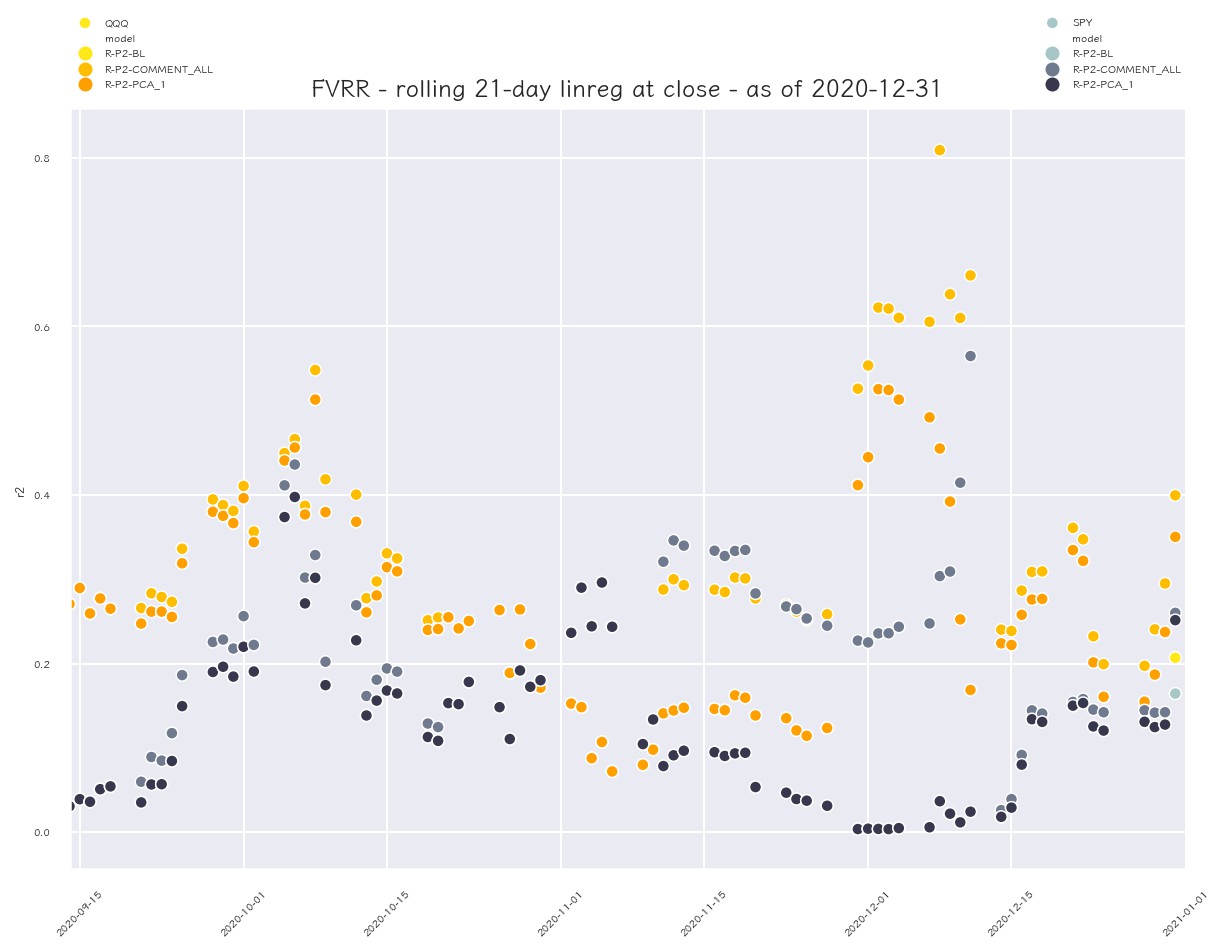 QQQ
model
R-P2-BL
R-P2-COMMENT_ALL
R-P2-PCA_1
SPY
model
R-P2-BL
R-P2-COMMENT_ALL
R-P2-PCA_1
FVRR - rolling 21-day linreg at close - as of 2020-12-31
0.8
0.6
0.4
0.2
0.0
r2
2020-09-15
2020-10-01
2020-10-15
2020-11-01
2020-11-15
2020-12-01
2020-12-15
2021-01-01